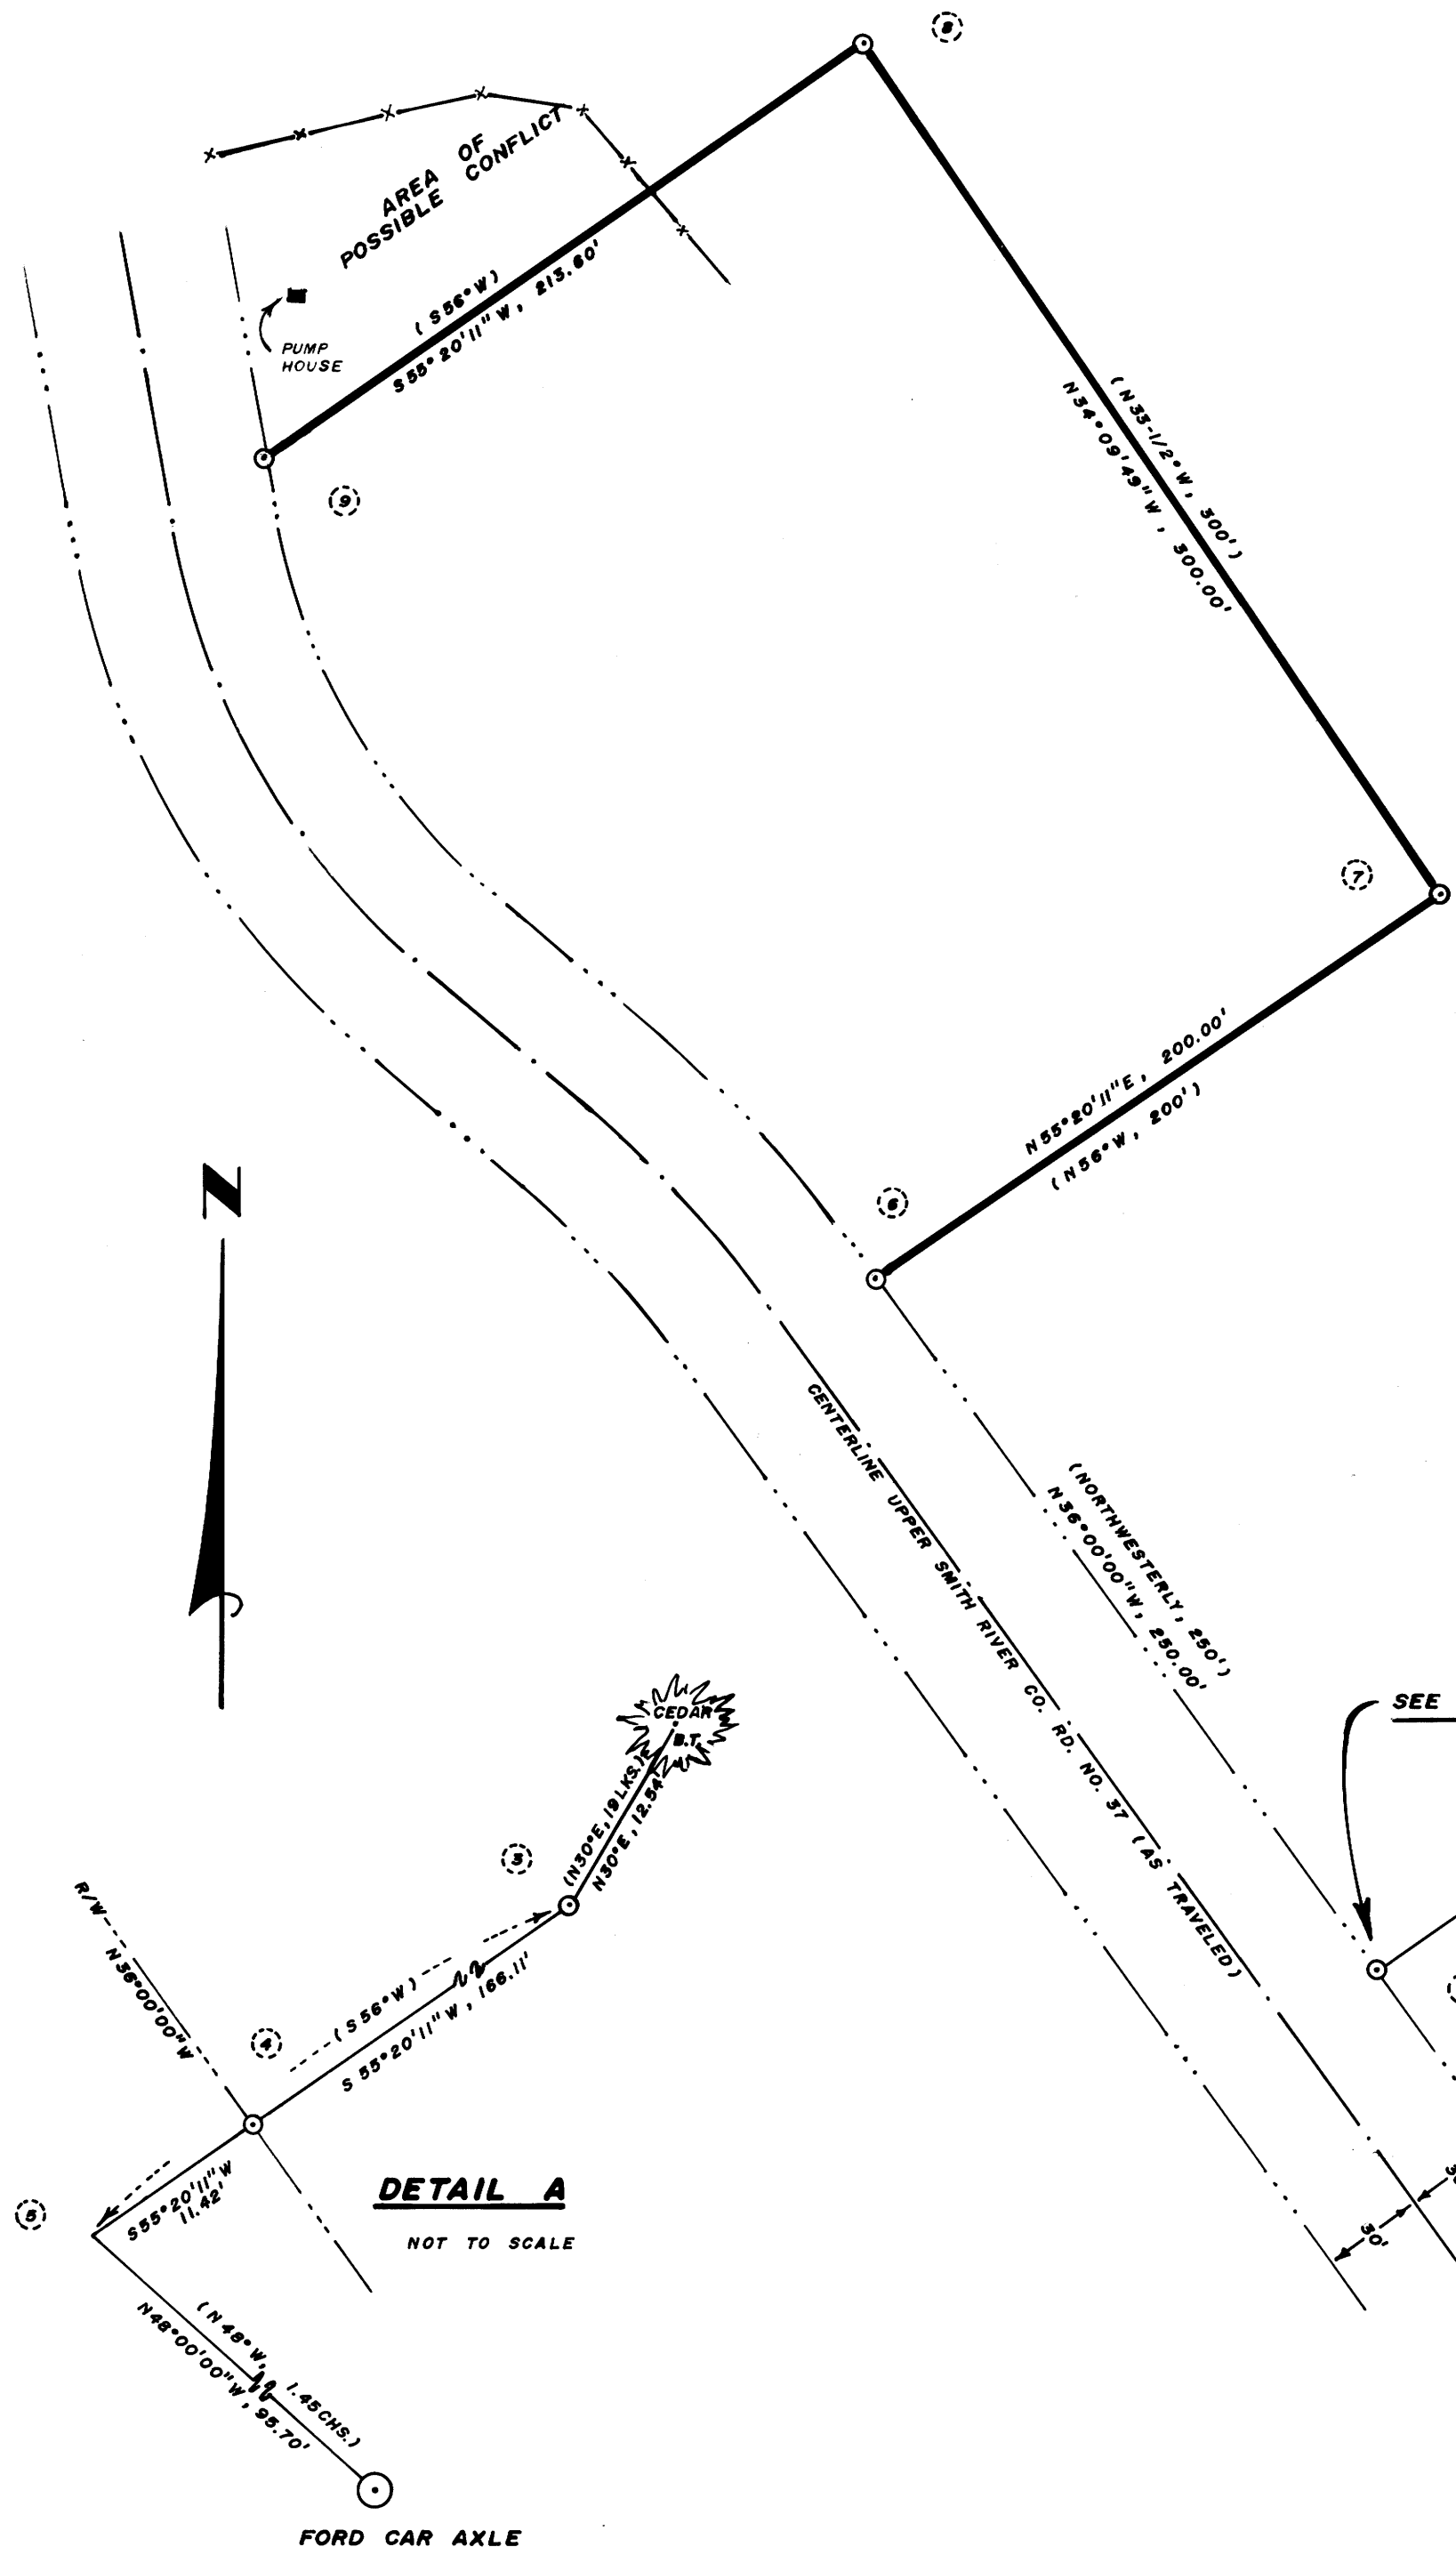 8
AREA OF
POSSIBLE CONFLICT
(S56°W)
S55°20'11"W, 213.60'
PUMP
HOUSE
9
(N33-1/2°W, 300')
N34°09'49"W, 300.00'
7
N55°20'11"E, 200.00'
(N56°W, 200')
6
N
CENTERLINE UPPER SMITH RIVER CO. RD. NO. 37 (AS TRAVELED)
(NORTHWESTERLY, 250')
N36°00'00"W, 250.00'
SEE
CEDAR
B.T.
(N30°E, 19LKS.)
N30°E, 12.54'
3
R/W
N36°00'00"W
(S56°W)
S55°20'11"W, 166.11'
4
S55°20'11"W
11.42'
5
DETAIL A
NOT TO SCALE
30'
(N48°W, 1.45CHS.)
N48°00'00"W, 95.70'
FORD CAR AXLE